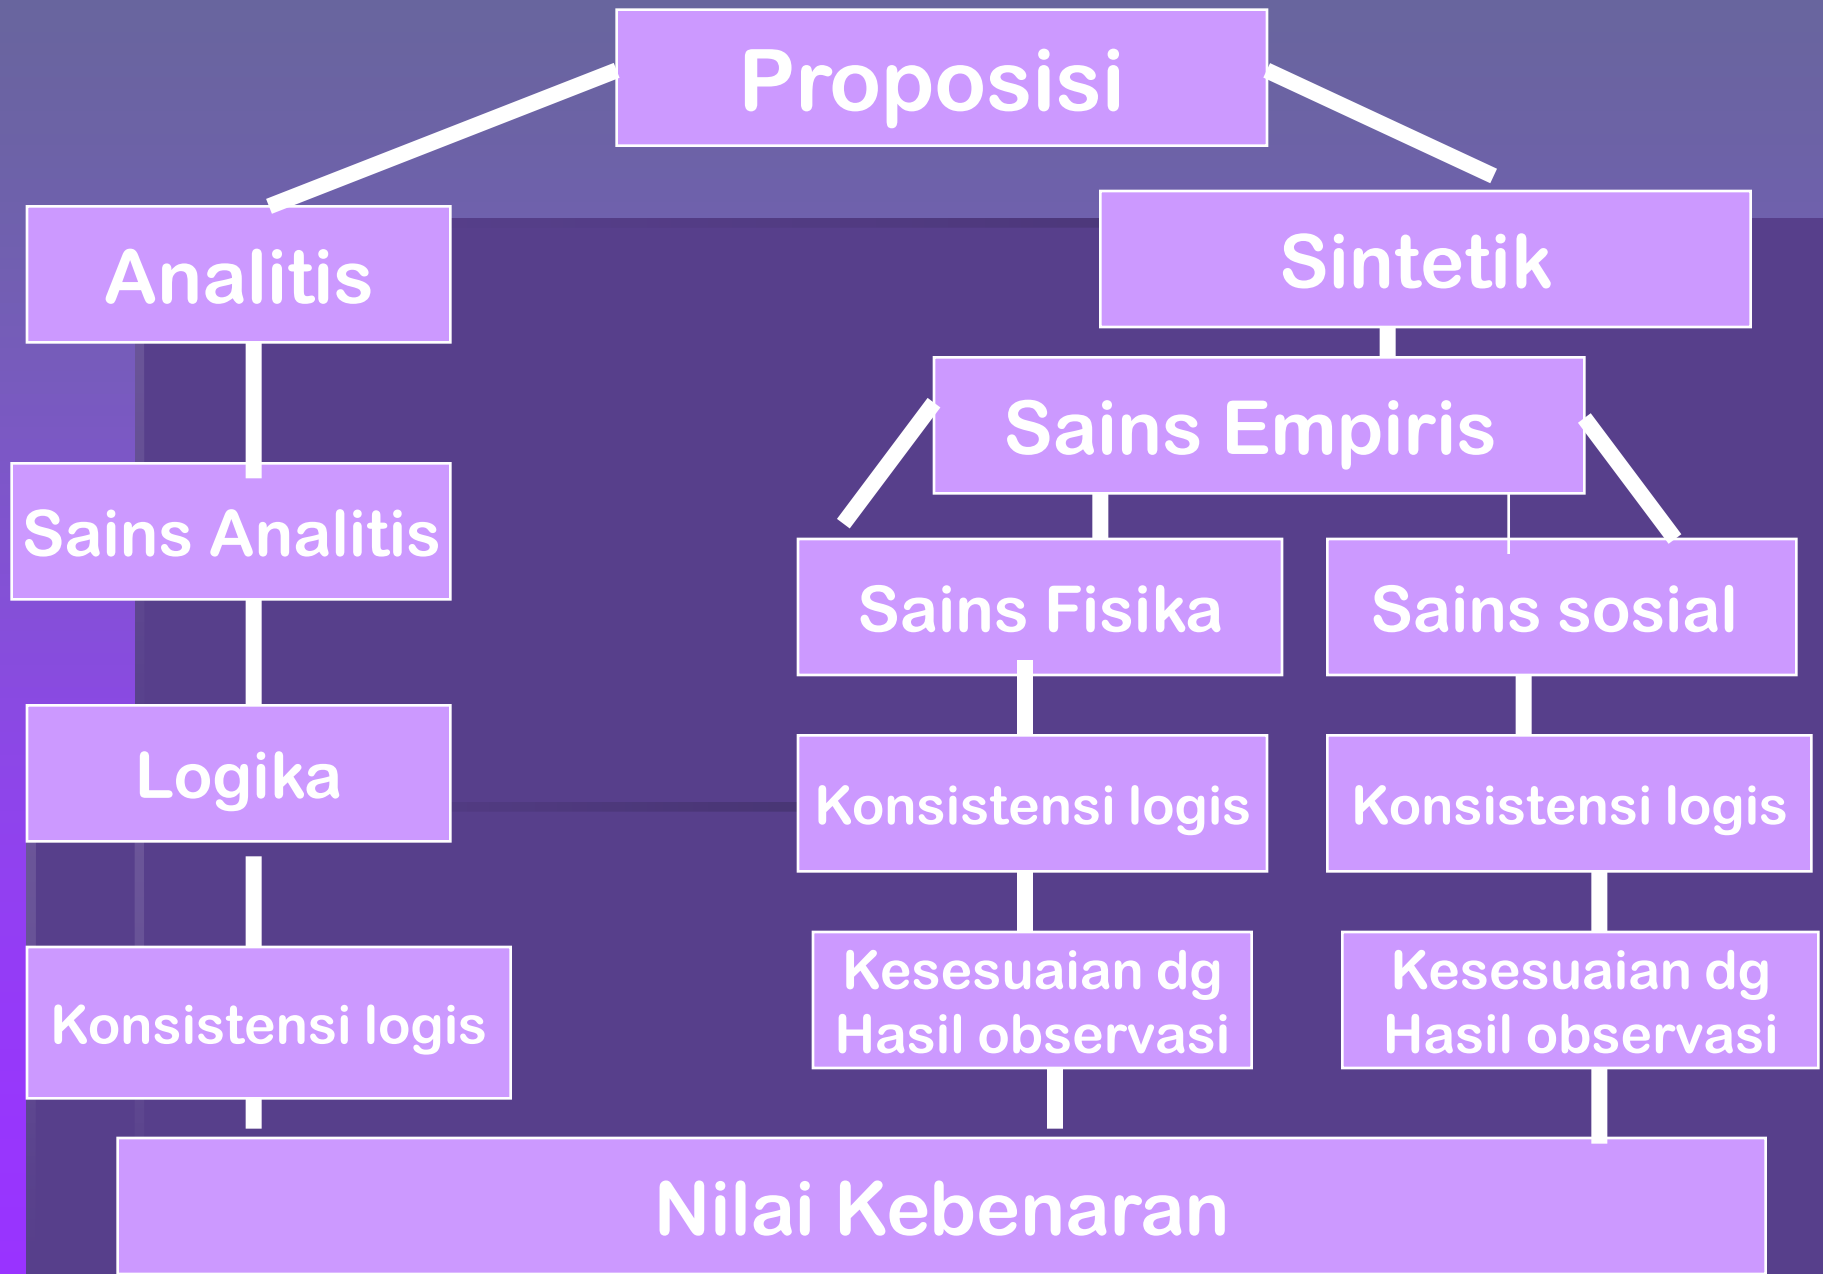 Proposisi
Analitis
Sintetik
Sains Empiris
Sains Analitis
Sains Fisika
Sains sosial
Logika
Konsistensi logis
Konsistensi logis
Konsistensi logis
Kesesuaian dg
Hasil observasi
Kesesuaian dg
Hasil observasi
Nilai Kebenaran